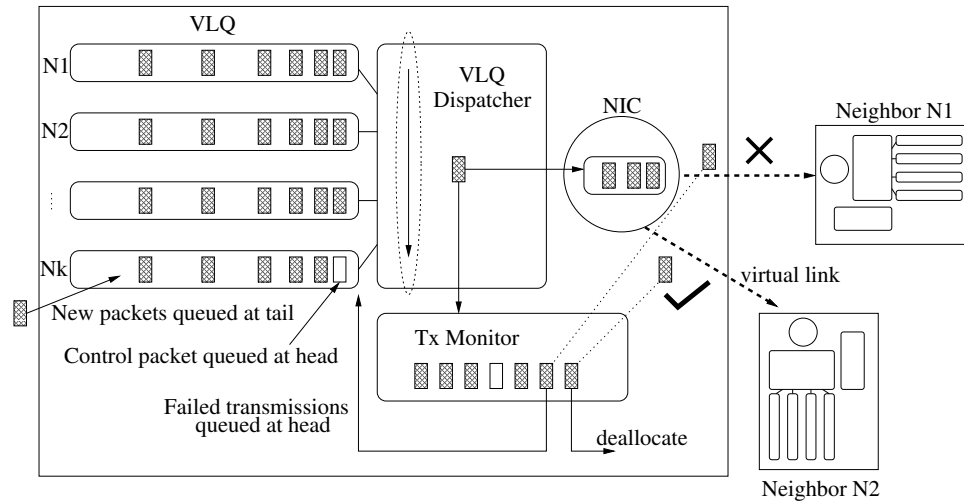 VLQ
N1
N2
Nk
VLQ
Dispatcher
NIC
Neighbor N1
virtual link
New packets queued at tail
Control packet queued at head
Tx Monitor
Failed transmissions
queued at head
deallocate
Neighbor N2